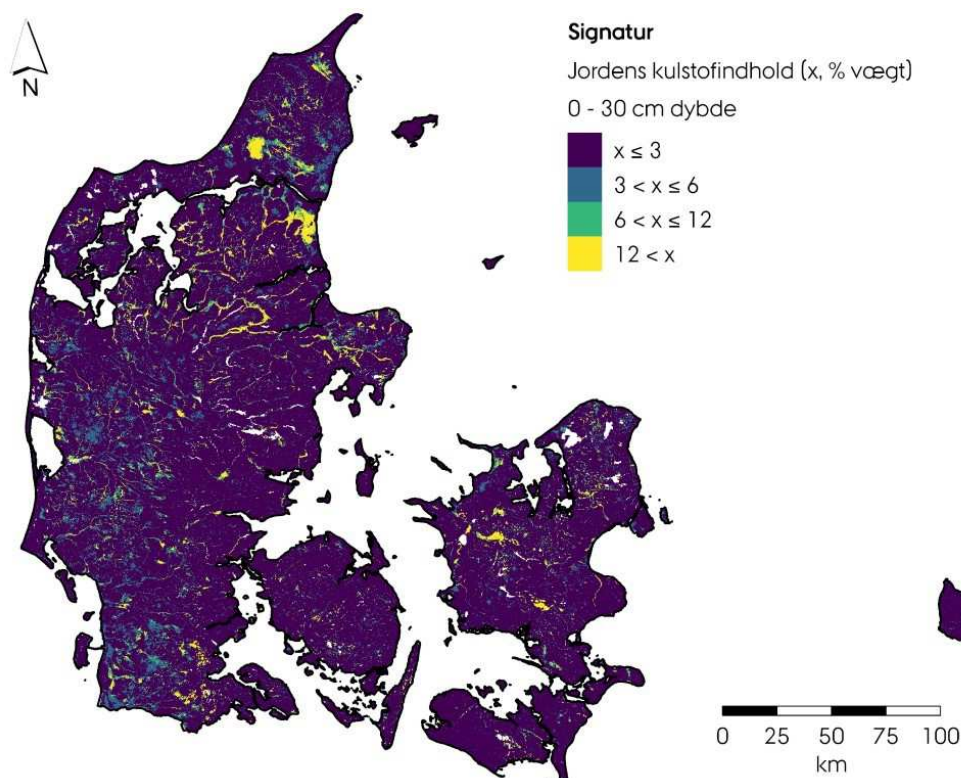 N
Signatur
Jordens kulstofindhold (x, % vægt)
0 - 30 cm dybde
x ≤ 3
3 < x ≤ 6
6 < x ≤ 12
12 < x
0 25 50 75 100
km